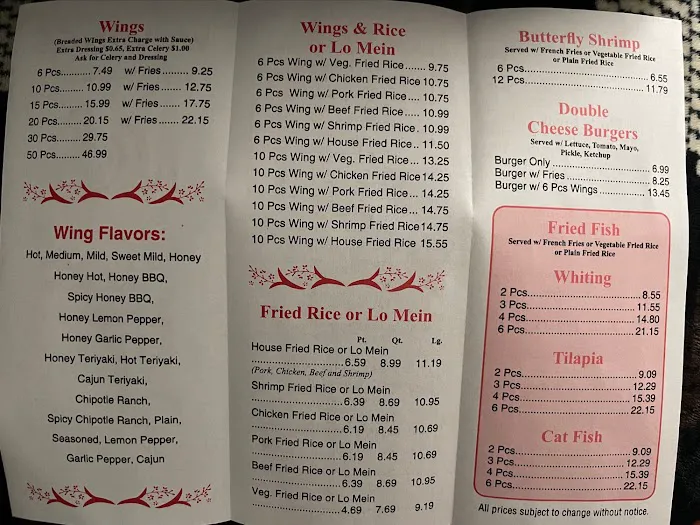 Wings
(Breaded Wings Extra Charge with Sauce)
Extra Dressing $0.65, Extra Celery $1.00
Ask for Celery and Dressing
6 Pcs.......... 7.49 w/ Fries........ 9.25
10 Pcs......... 10.99 w/ Fries........ 12.75
15 Pcs......... 15.99 w/ Fries........ 17.75
20 Pcs......... 20.15 w/ Fries........ 22.15
30 Pcs......... 29.75
50 Pcs......... 46.99
Wing Flavors:
Hot, Medium, Mild, Sweet Mild, Honey
Honey Hot, Honey BBQ,
Spicy Honey BBQ,
Honey Lemon Pepper,
Honey Garlic Pepper,
Honey Teriyaki, Hot Teriyaki,
Cajun Teriyaki,
Chipotle Ranch,
Spicy Chipotle Ranch, Plain,
Seasoned, Lemon Pepper,
Garlic Pepper, Cajun
Wings & Rice
or Lo Mein
6 Pcs Wing w/ Veg. Fried Rice...... 9.75
6 Pcs Wing w/ Chicken Fried Rice 10.75
6 Pcs Wing w/ Pork Fried Rice.... 10.75
6 Pcs Wing w/ Beef Fried Rice..... 10.99
6 Pcs Wing w/ Shrimp Fried Rice. 10.99
6 Pcs Wing w/ House Fried Rice.. 11.50
10 Pcs Wing w/ Veg. Fried Rice... 13.25
10 Pcs Wing w/ Chicken Fried Rice 14.25
10 Pcs Wing w/ Pork Fried Rice ... 14.25
10 Pcs Wing w/ Beef Fried Rice... 14.75
10 Pcs Wing w/ Shrimp Fried Rice 14.75
10 Pcs Wing w/ House Fried Rice 15.55
Fried Rice or Lo Mein
Pt. Qt. Lg.
House Fried Rice or Lo Mein
............................ 6.59 8.99 11.19
(Pork, Chicken, Beef and Shrimp)
Shrimp Fried Rice or Lo Mein
............................ 6.39 8.69 10.95
Chicken Fried Rice or Lo Mein
............................ 6.19 8.45 10.69
Pork Fried Rice or Lo Mein
............................ 6.19 8.45 10.69
Beef Fried Rice or Lo Mein
............................ 6.39 8.69 10.95
Veg. Fried Rice or Lo Mein
............................ 4.69 7.69 9.19
Butterfly Shrimp
Served w/ French Fries or Vegetable Fried Rice
or Plain Fried Rice
6 Pcs................................ 6.55
12 Pcs............................... 11.79
Double
Cheese Burgers
Served w/ Lettuce, Tomato, Mayo,
Pickle, Ketchup
Burger Only ......................... 6.99
Burger w/ Fries ..................... 8.25
Burger w/ 6 Pcs Wings ............ 13.45
Fried Fish
Served w/ French Fries or Vegetable Fried Rice
or Plain Fried Rice
Whiting
2 Pcs................................ 8.55
3 Pcs................................ 11.55
4 Pcs................................ 14.80
6 Pcs................................ 21.15
Tilapia
2 Pcs................................ 9.09
3 Pcs................................ 12.29
4 Pcs................................ 15.39
6 Pcs................................ 22.15
Cat Fish
2 Pcs................................ 9.09
3 Pcs................................ 12.29
4 Pcs................................ 15.39
6 Pcs................................ 22.15
All prices subject to change without notice.